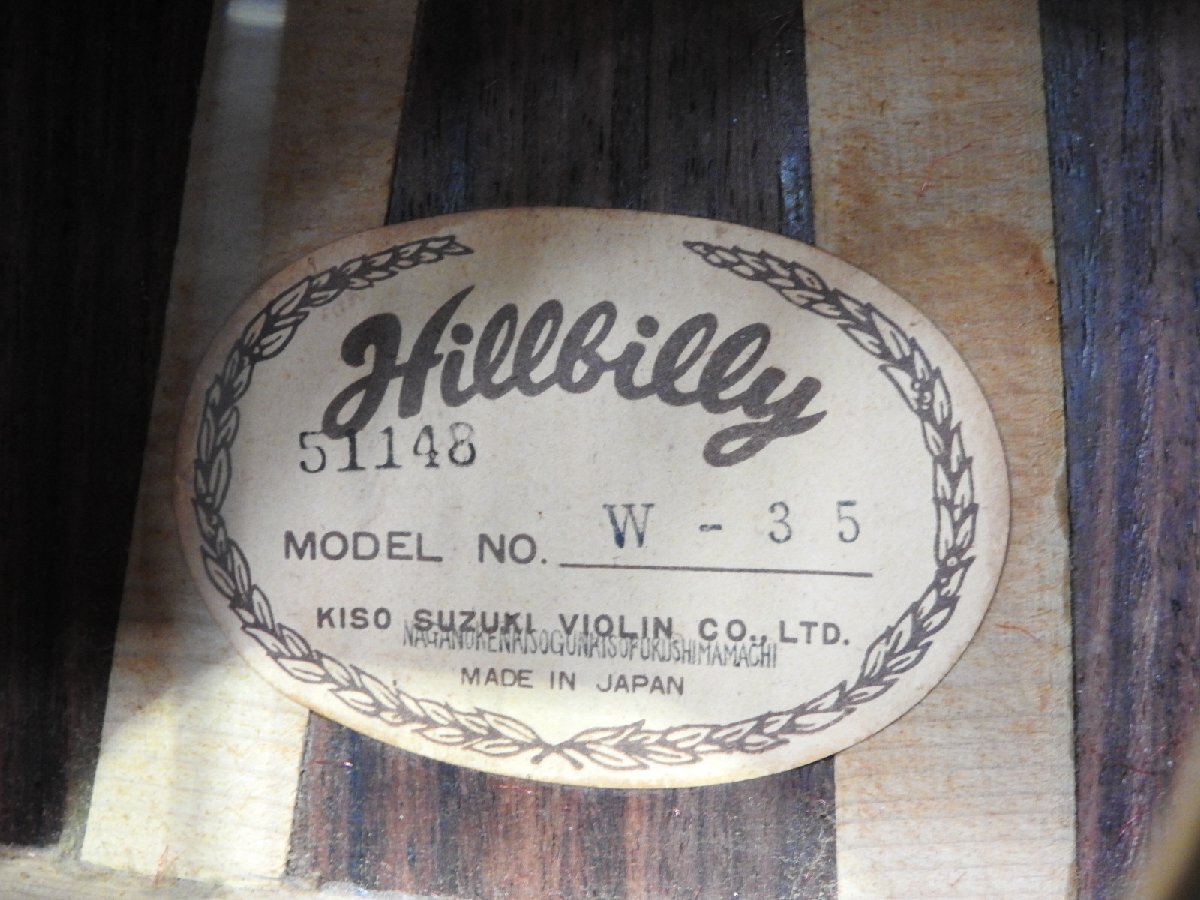 Hillbilly
51148
MODEL NO. W-35
KISO SUZUKI VIOLIN CO., LTD.
NAGANOKENKISOGUNKISOFUKUSHIMAMACHI
MADE IN JAPAN